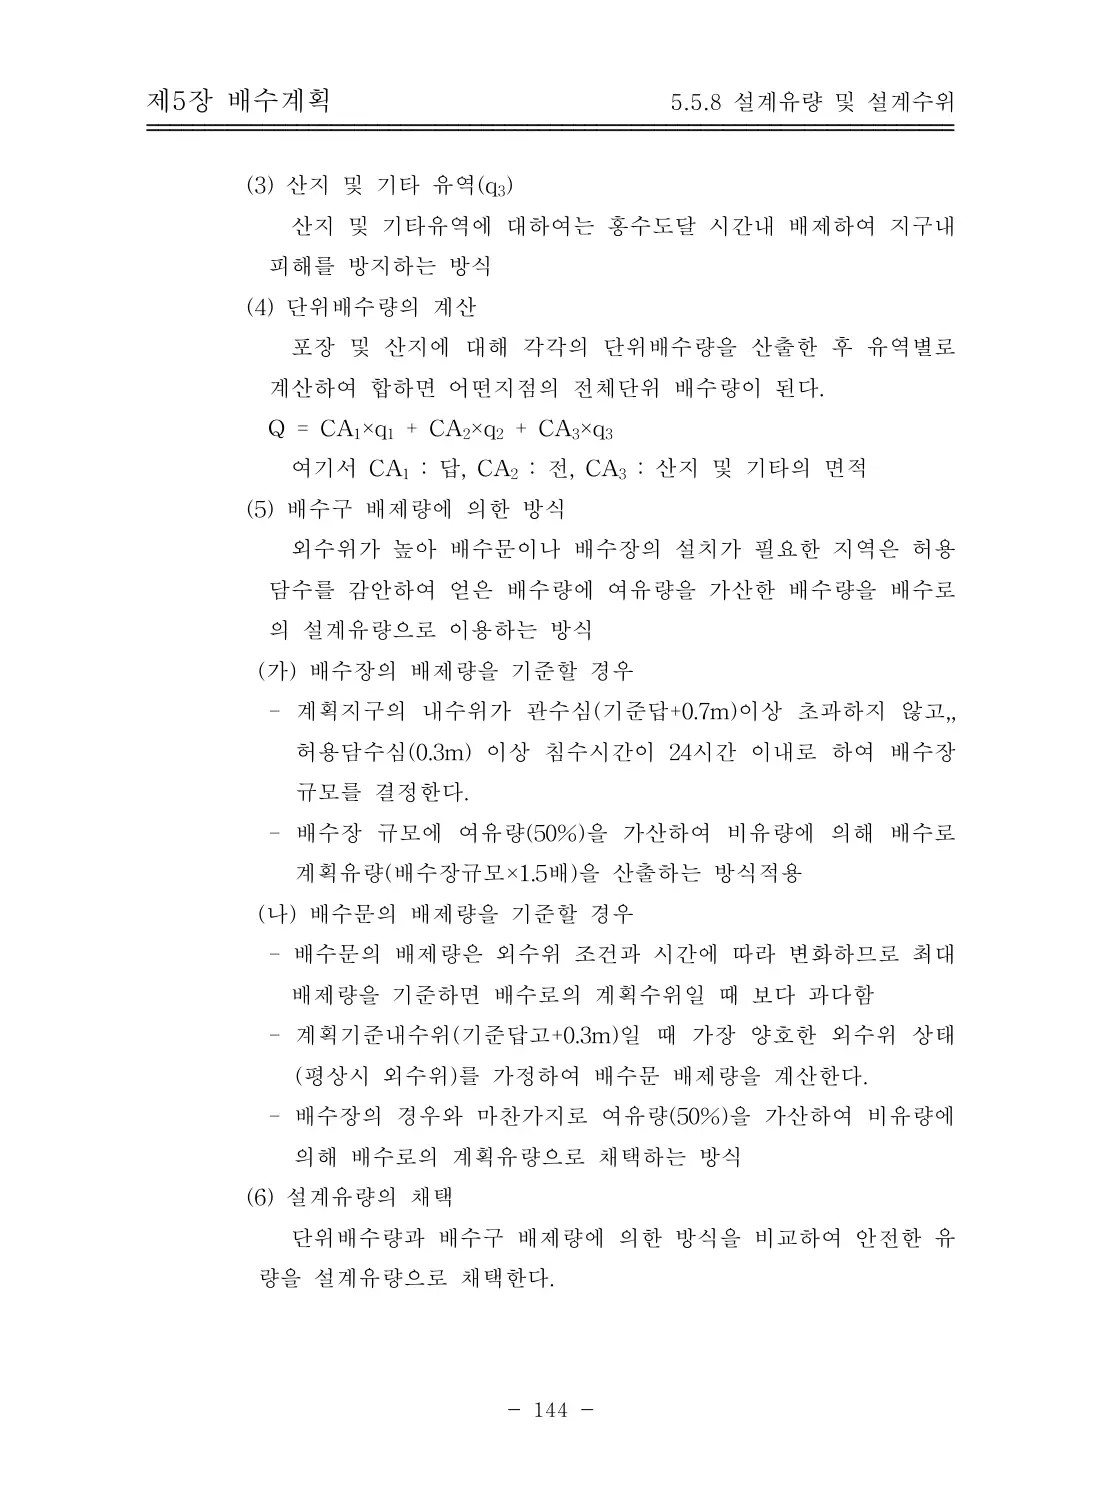 제5장 배수계획 5.5.8 설계유량 및 설계수위
(3) 산지 및 기타 유역(q₃)
산지 및 기타유역에 대하여는 홍수도달 시간내 배제하여 지구내
피해를 방지하는 방식
(4) 단위배수량의 계산
포장 및 산지에 대해 각각의 단위배수량을 산출한 후 유역별로
계산하여 합하면 어떤지점의 전체단위 배수량이 된다.
Q = CA₁×q₁ + CA₂×q₂ + CA₃×q₃
여기서 CA₁ : 답, CA₂ : 전, CA₃ : 산지 및 기타의 면적
(5) 배수구 배제량에 의한 방식
외수위가 높아 배수문이나 배수장의 설치가 필요한 지역은 허용
담수를 감안하여 얻은 배수량에 여유량을 가산한 배수량을 배수로
의 설계유량으로 이용하는 방식
(가) 배수장의 배제량을 기준할 경우
- 계획지구의 내수위가 관수심(기준답+0.7m)이상 초과하지 않고,,
허용담수심(0.3m) 이상 침수시간이 24시간 이내로 하여 배수장
규모를 결정한다.
- 배수장 규모에 여유량(50%)을 가산하여 비유량에 의해 배수로
계획유량(배수장규모×1.5배)을 산출하는 방식적용
(나) 배수문의 배제량을 기준할 경우
- 배수문의 배제량은 외수위 조건과 시간에 따라 변화하므로 최대
배제량을 기준하면 배수로의 계획수위일 때 보다 과다함
- 계획기준내수위(기준답고+0.3m)일 때 가장 양호한 외수위 상태
(평상시 외수위)를 가정하여 배수문 배제량을 계산한다.
- 배수장의 경우와 마찬가지로 여유량(50%)을 가산하여 비유량에
의해 배수로의 계획유량으로 채택하는 방식
(6) 설계유량의 채택
단위배수량과 배수구 배제량에 의한 방식을 비교하여 안전한 유
량을 설계유량으로 채택한다.
- 144 -